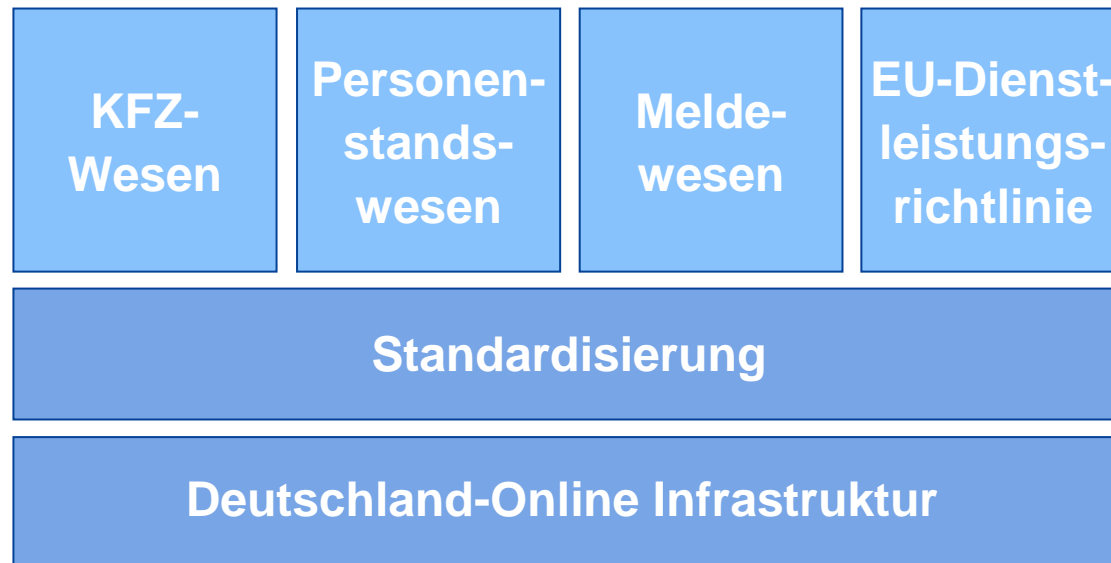 KFZ-
Wesen
Personen-
stands-
wesen
Melde-
wesen
EU-Dienst-
leistungs-
richtlinie
Standardisierung
Deutschland-Online Infrastruktur